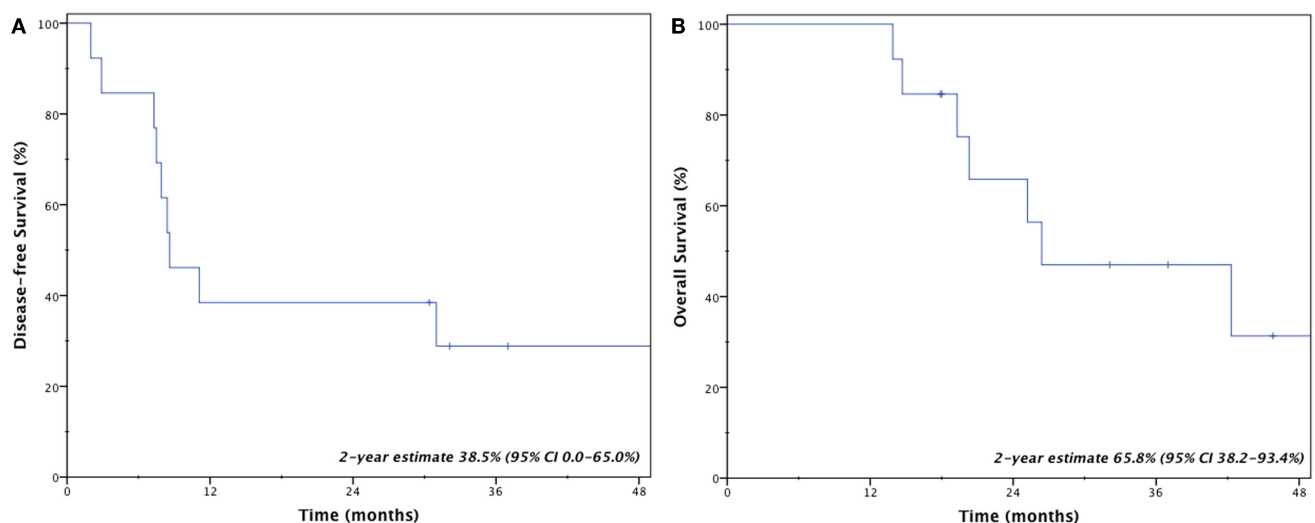 A
Disease-free Survival (%)
100
80
60
40
20
0
0 12 24 36 48
Time (months)
2-year estimate 38.5% (95% CI 0.0-65.0%)
B
Overall Survival (%)
100
80
60
40
20
0
0 12 24 36 48
Time (months)
2-year estimate 65.8% (95% CI 38.2-93.4%)